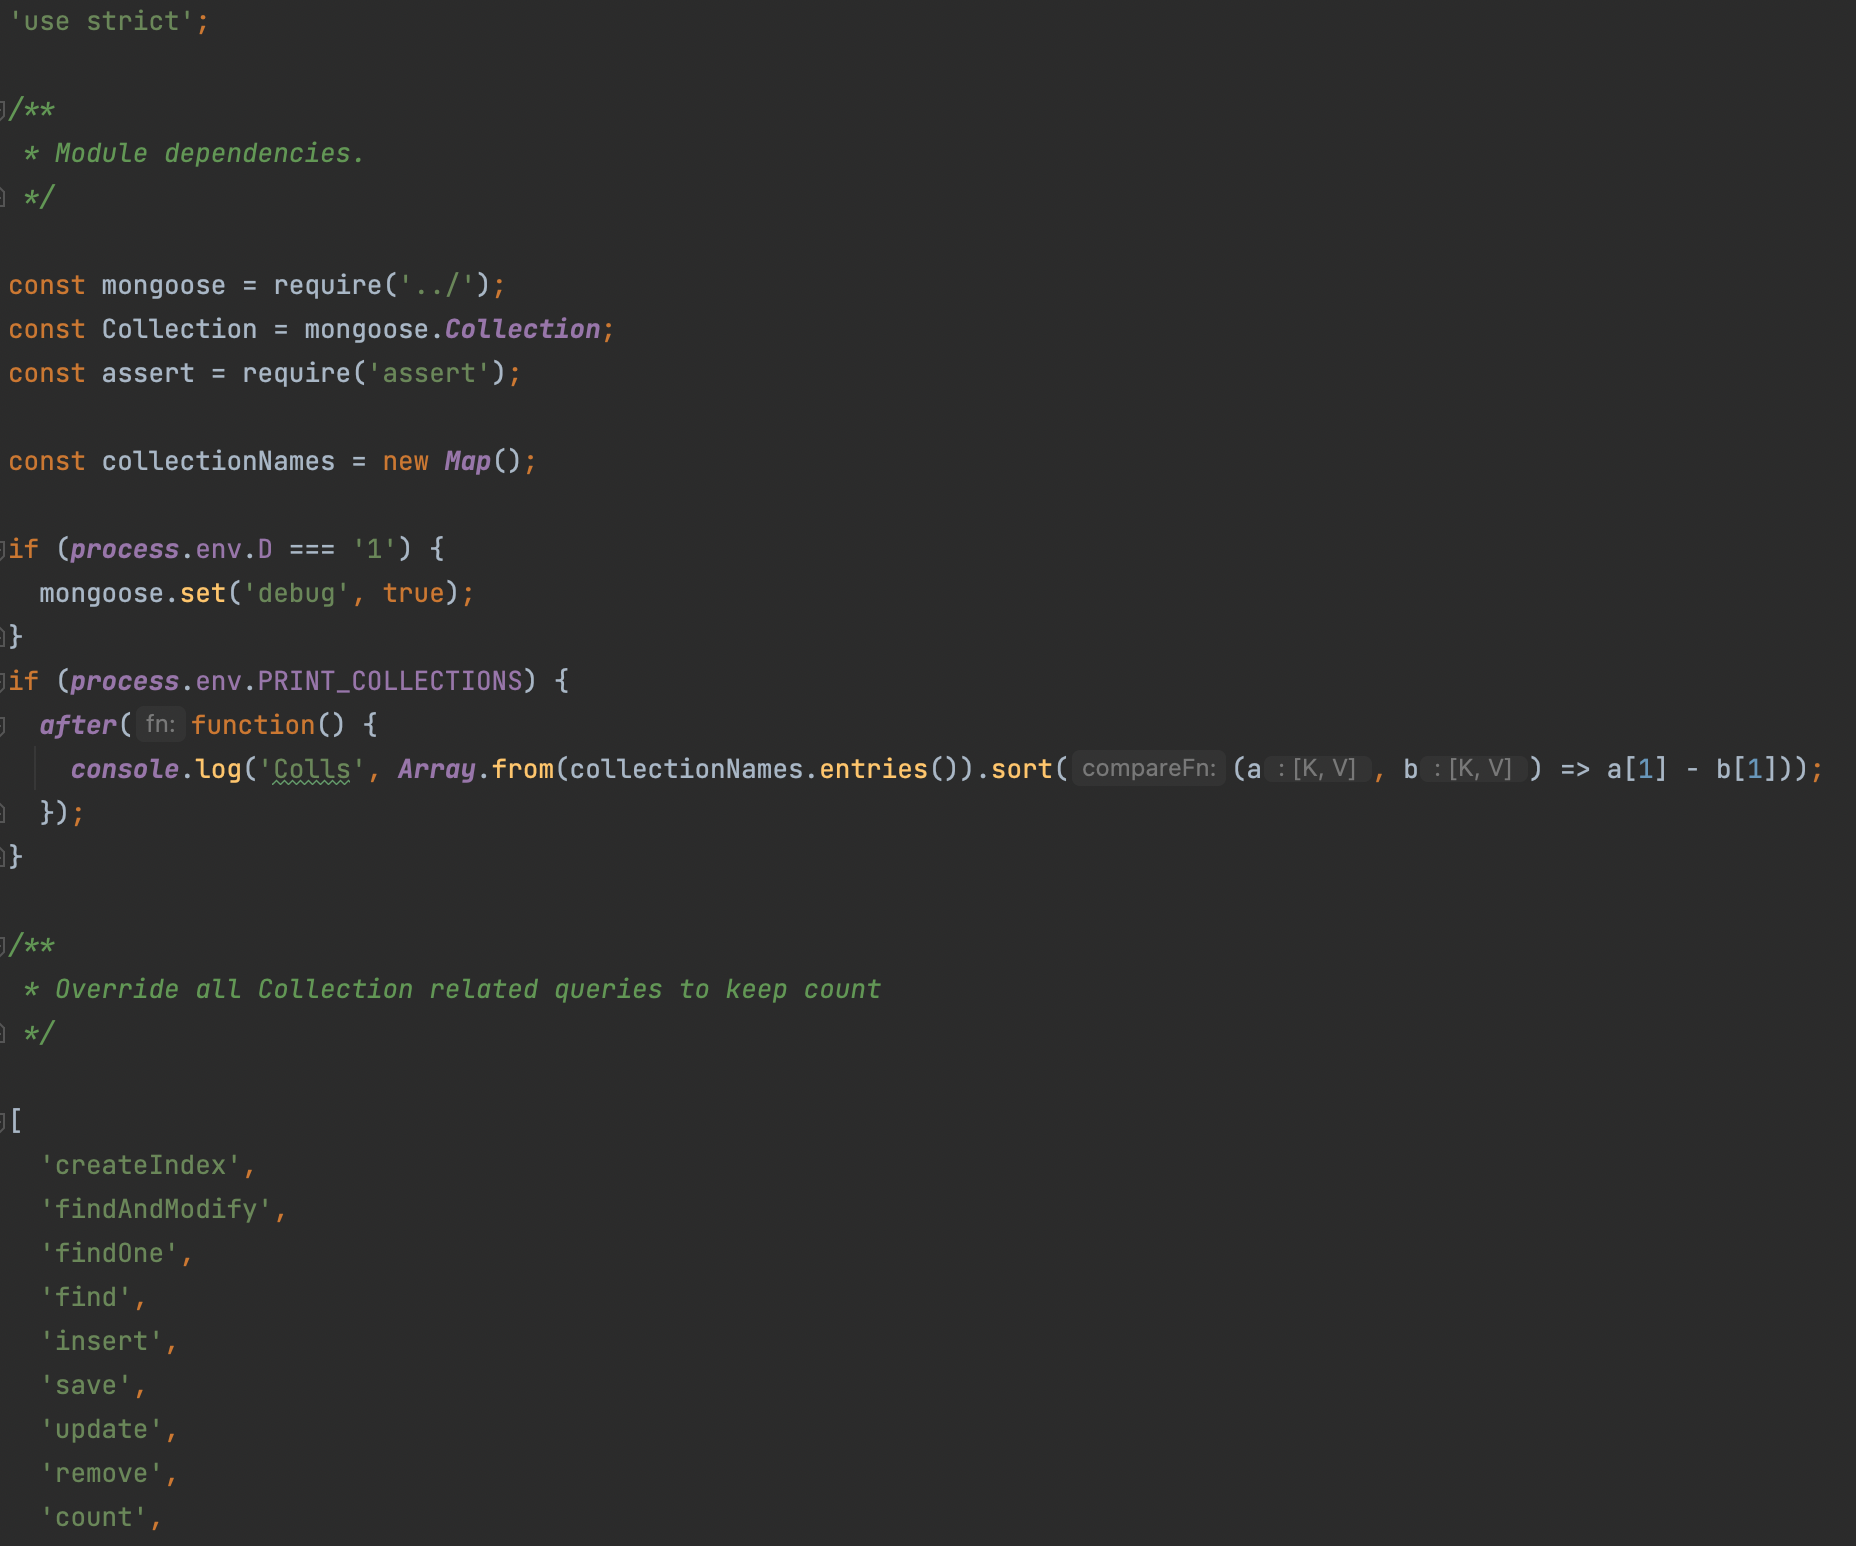 'use strict';
/**
 * Module dependencies.
 */
const mongoose = require('../');
const Collection = mongoose.Collection;
const assert = require('assert');
const collectionNames = new Map();
if (process.env.D === '1') {
  mongoose.set('debug', true);
}
if (process.env.PRINT_COLLECTIONS) {
  after( fn: function() {
    console.log('Colls', Array.from(collectionNames.entries()).sort( compareFn: (a : [K, V] , b : [K, V] ) => a[1] - b[1]));
  });
}
/**
 * Override all Collection related queries to keep count
 */
[
  'createIndex',
  'findAndModify',
  'findOne',
  'find',
  'insert',
  'save',
  'update',
  'remove',
  'count',